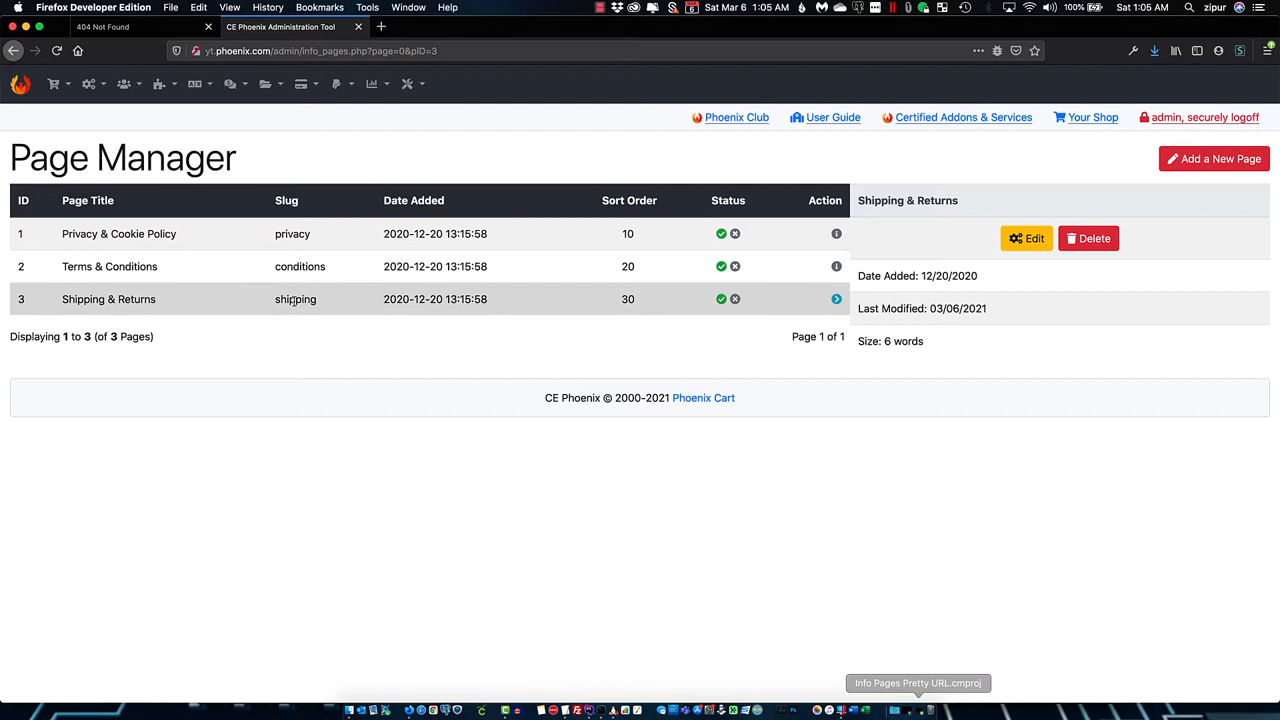 Firefox Developer Edition File Edit View History Bookmarks Tools Window Help
6 Sat Mar 6 1:05 AM 100% Sat 1:05 AM zipur
404 Not Found CE Phoenix Administration Tool
yt.phoenix.com/admin/info_pages.php?page=0&pID=3
Phoenix Club User Guide Certified Addons & Services Your Shop admin, securely logoff
Page Manager
Add a New Page
ID Page Title Slug Date Added Sort Order Status Action
Shipping & Returns
1 Privacy & Cookie Policy privacy 2020-12-20 13:15:58 10
Edit Delete
2 Terms & Conditions conditions 2020-12-20 13:15:58 20
Date Added: 12/20/2020
3 Shipping & Returns shipping 2020-12-20 13:15:58 30
Last Modified: 03/06/2021
Displaying 1 to 3 (of 3 Pages) Page 1 of 1
Size: 6 words
CE Phoenix © 2000-2021 Phoenix Cart
Info Pages Pretty URL.cmproj